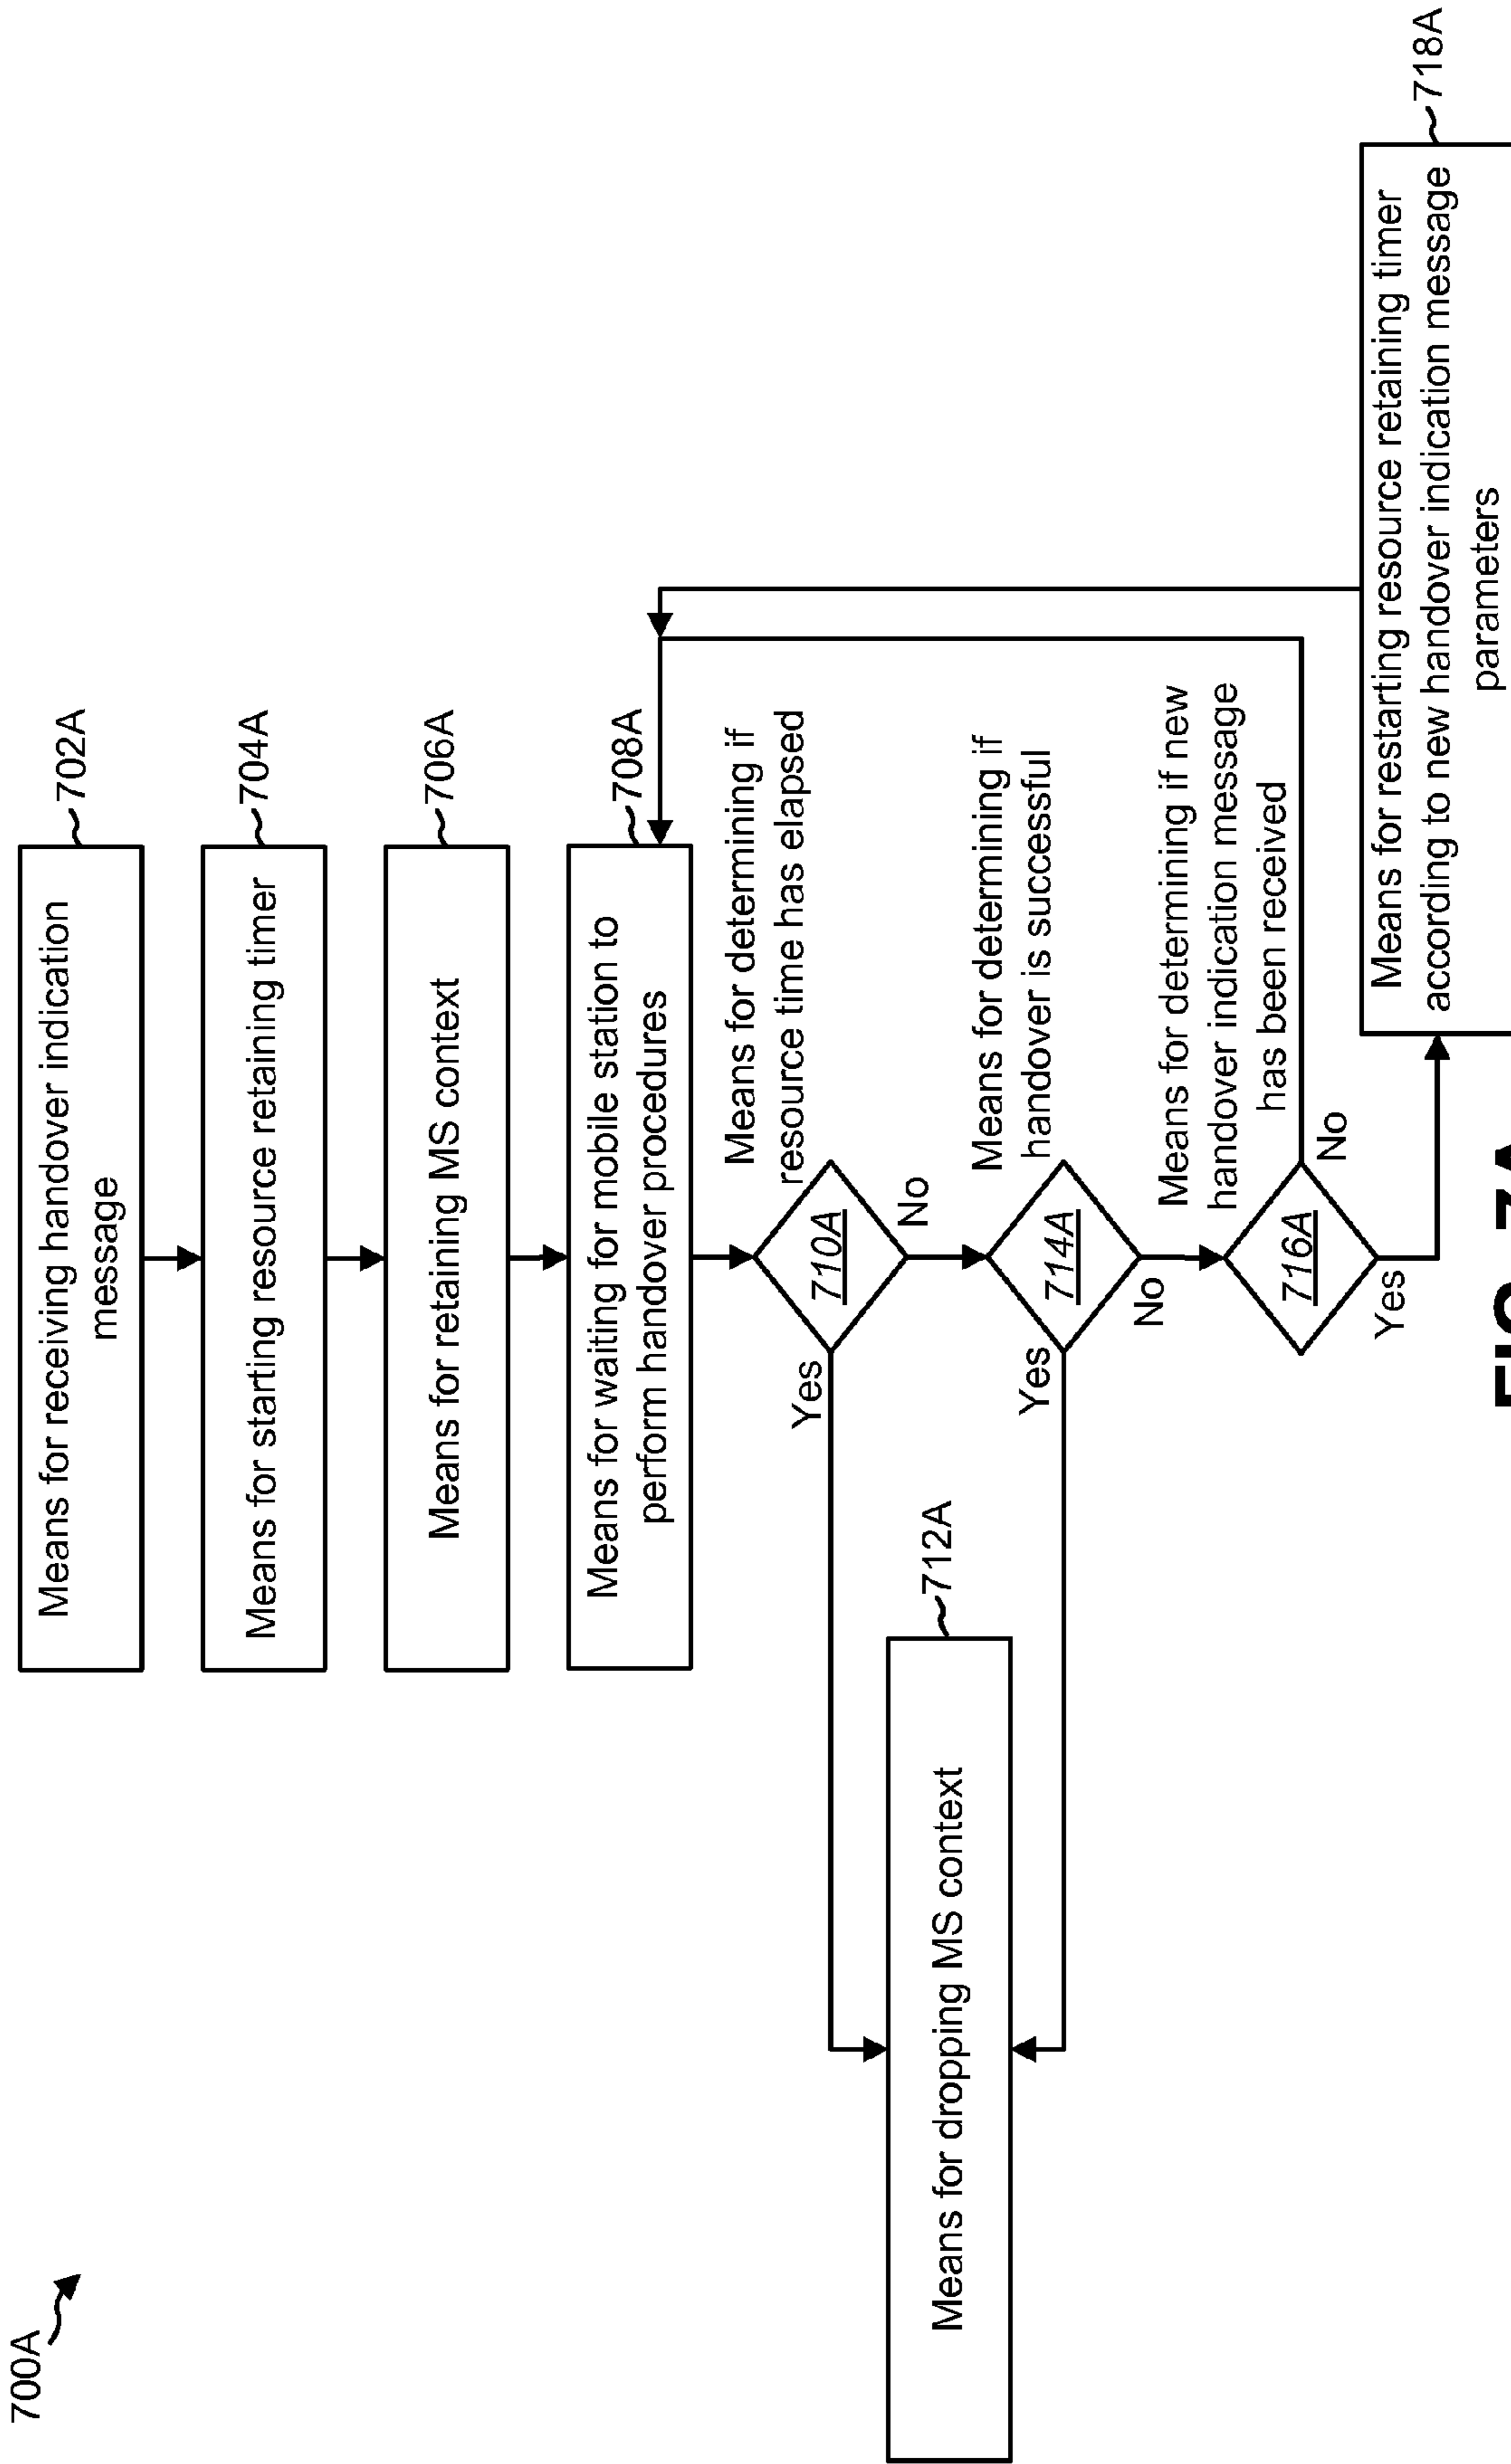 700A
Means for receiving handover indication
message
702A
Means for starting resource retaining timer
704A
Means for retaining MS context
706A
Means for waiting for mobile station to
perform handover procedures
708A
Means for determining if
resource time has elapsed
710A
Yes
No
Means for dropping MS context
712A
Means for determining if
handover is successful
714A
Yes
No
Means for determining if new
handover indication message
has been received
716A
No
Yes
Means for restarting resource retaining timer
according to new handover indication message
parameters
718A
FIG. 7A